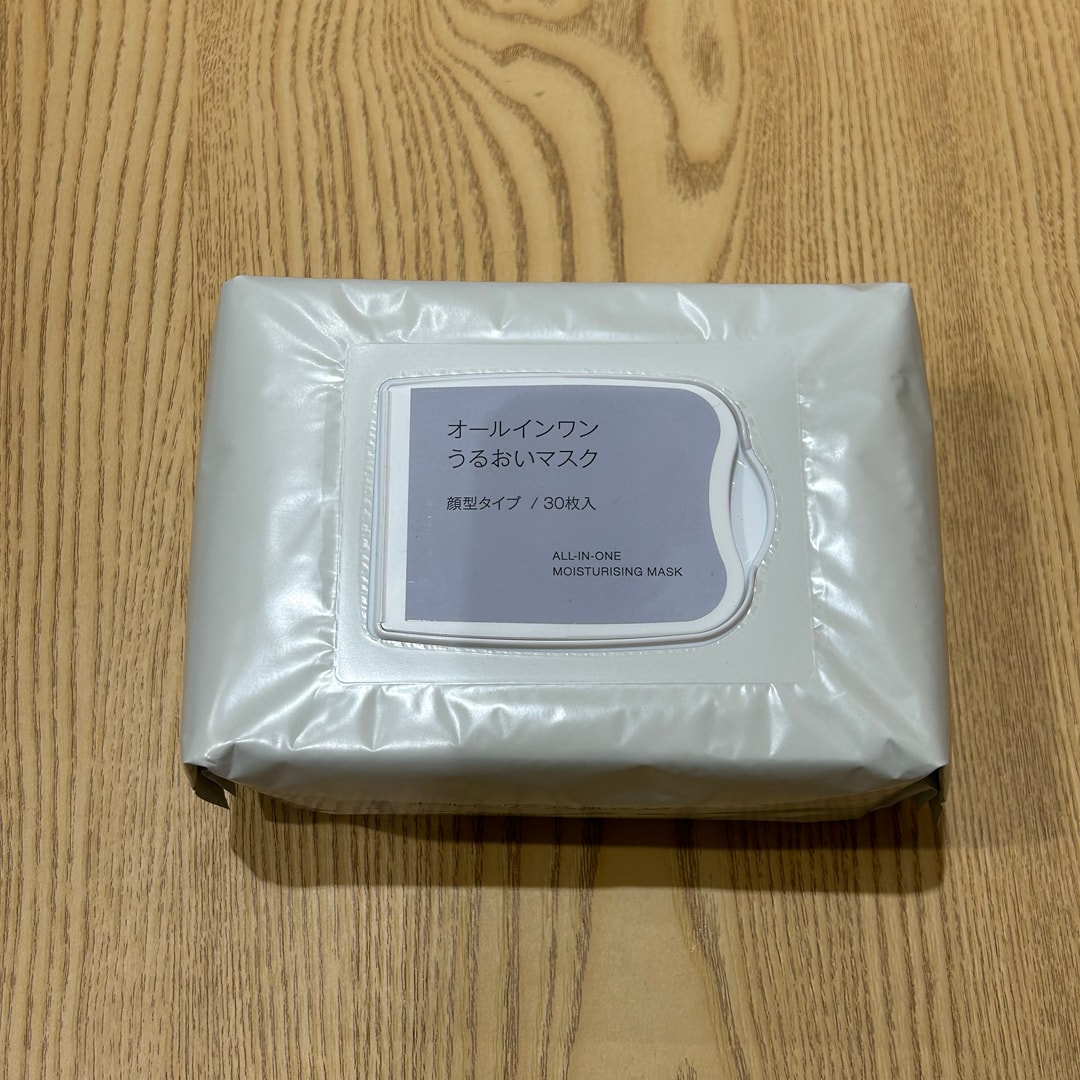 オールインワン
うるおいマスク
顔型タイプ / 30枚入
ALL-IN-ONE
MOISTURISING MASK